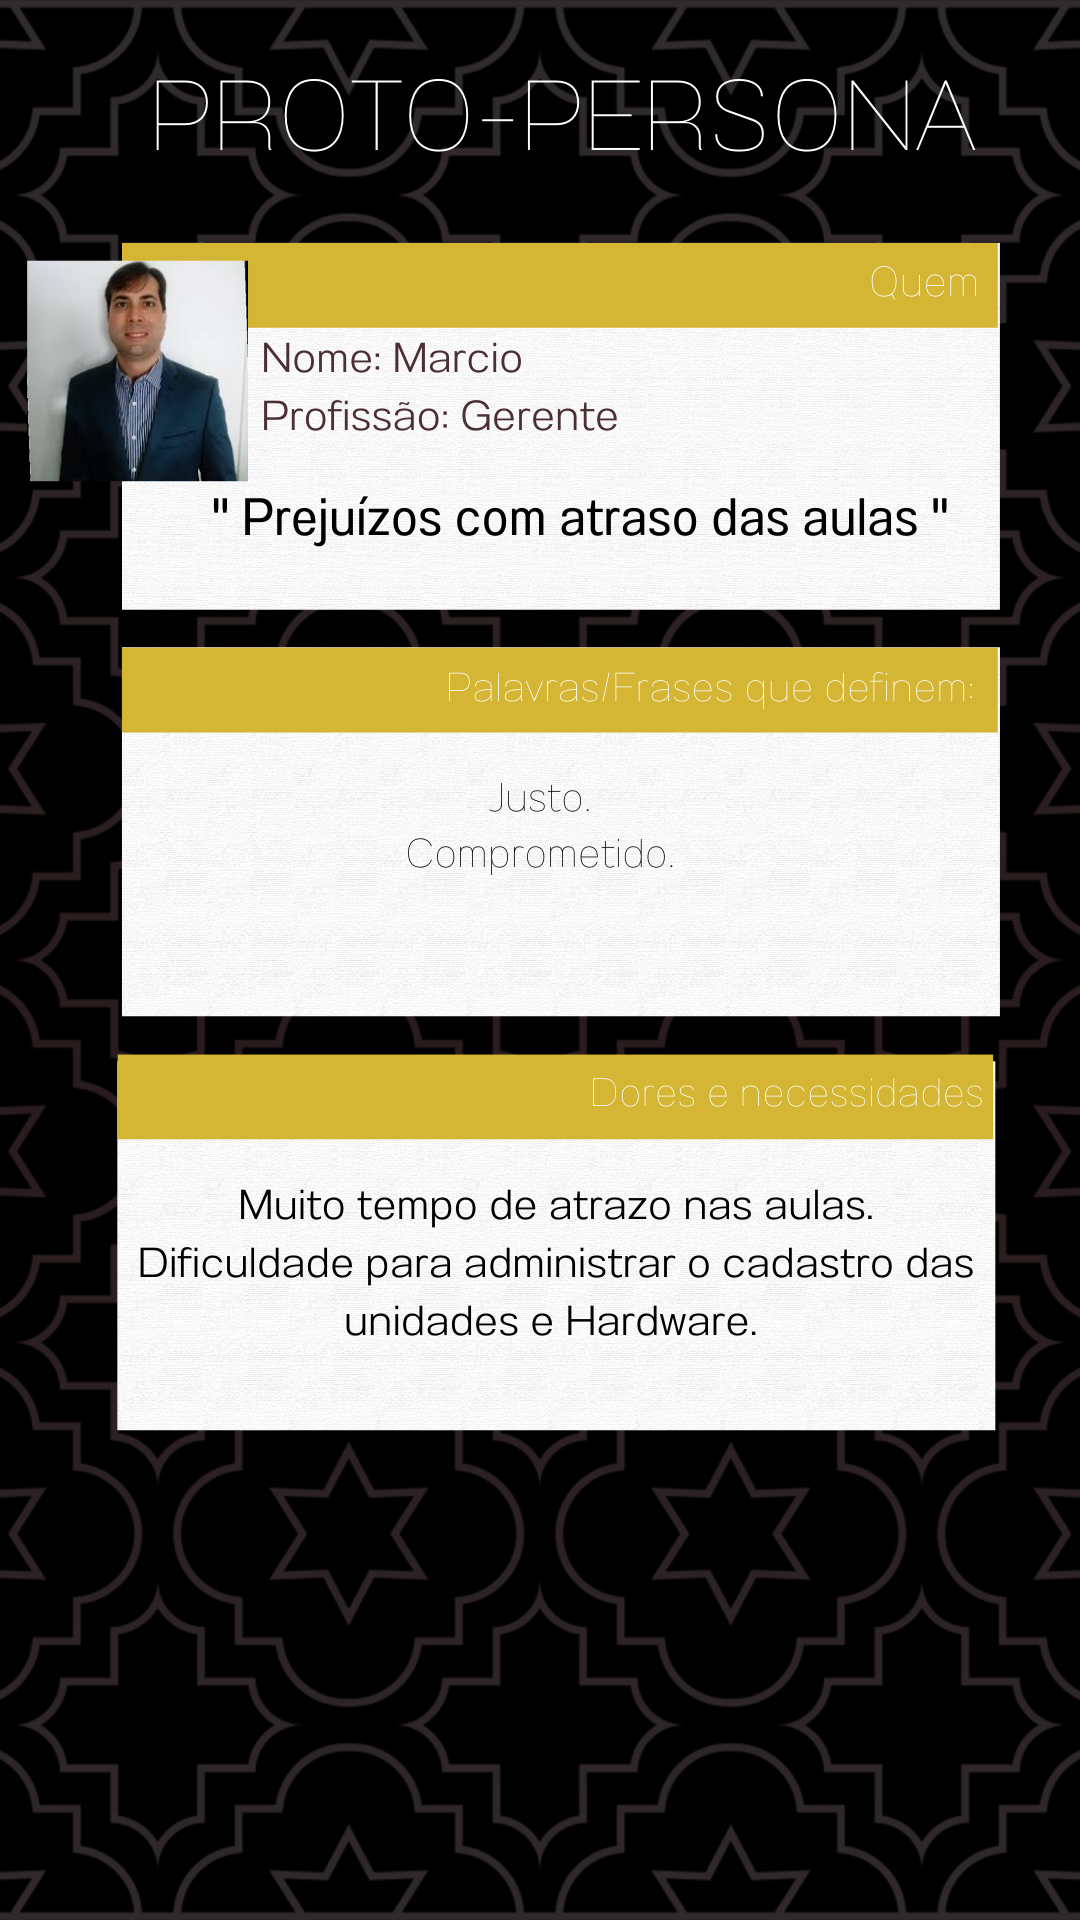 PROTO-PERSONA
Quem
Nome: Marcio
Profissão: Gerente
" Prejuízos com atraso das aulas "
Palavras/Frases que definem:
Justo.
Comprometido.
Dores e necessidades
Muito tempo de atrazo nas aulas.
Dificuldade para administrar o cadastro das
unidades e Hardware.